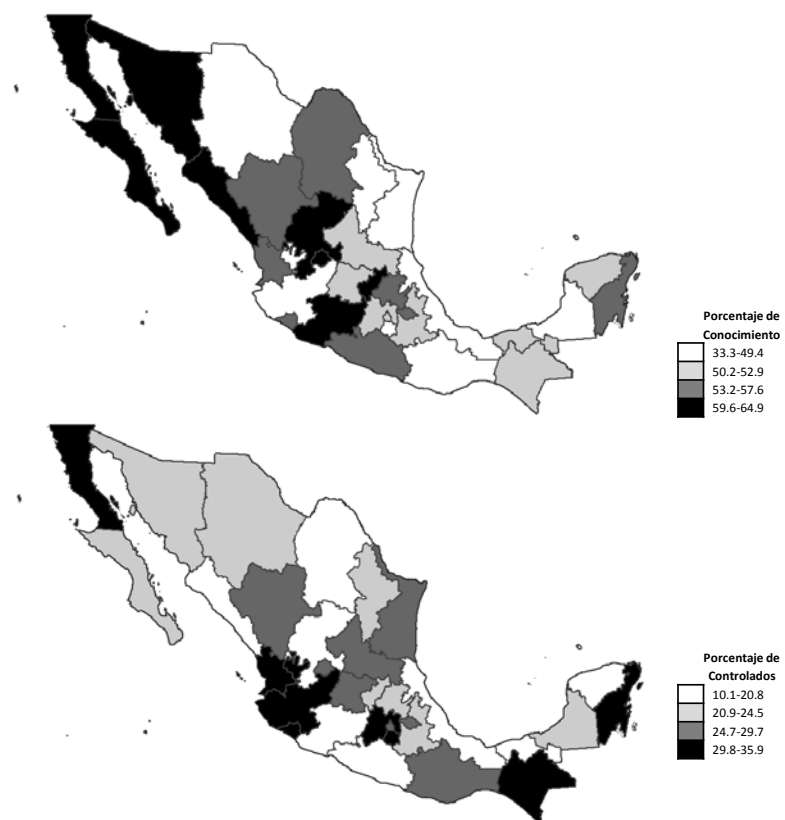 Porcentaje de
Conocimiento
33.3-49.4
50.2-52.9
53.2-57.6
59.6-64.9
Porcentaje de
Controlados
10.1-20.8
20.9-24.5
24.7-29.7
29.8-35.9